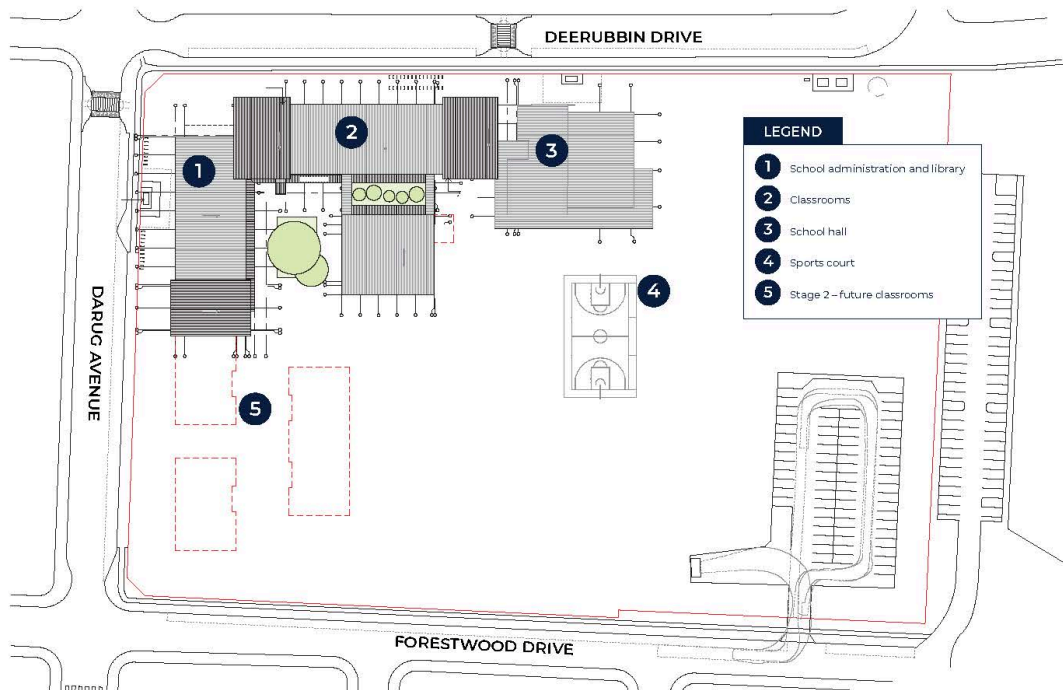 DEERUBBIN DRIVE
2
1
3
LEGEND
1 School administration and library
2 Classrooms
3 School hall
4 Sports court
5 Stage 2 – future classrooms
4
DARUG AVENUE
5
FORESTWOOD DRIVE